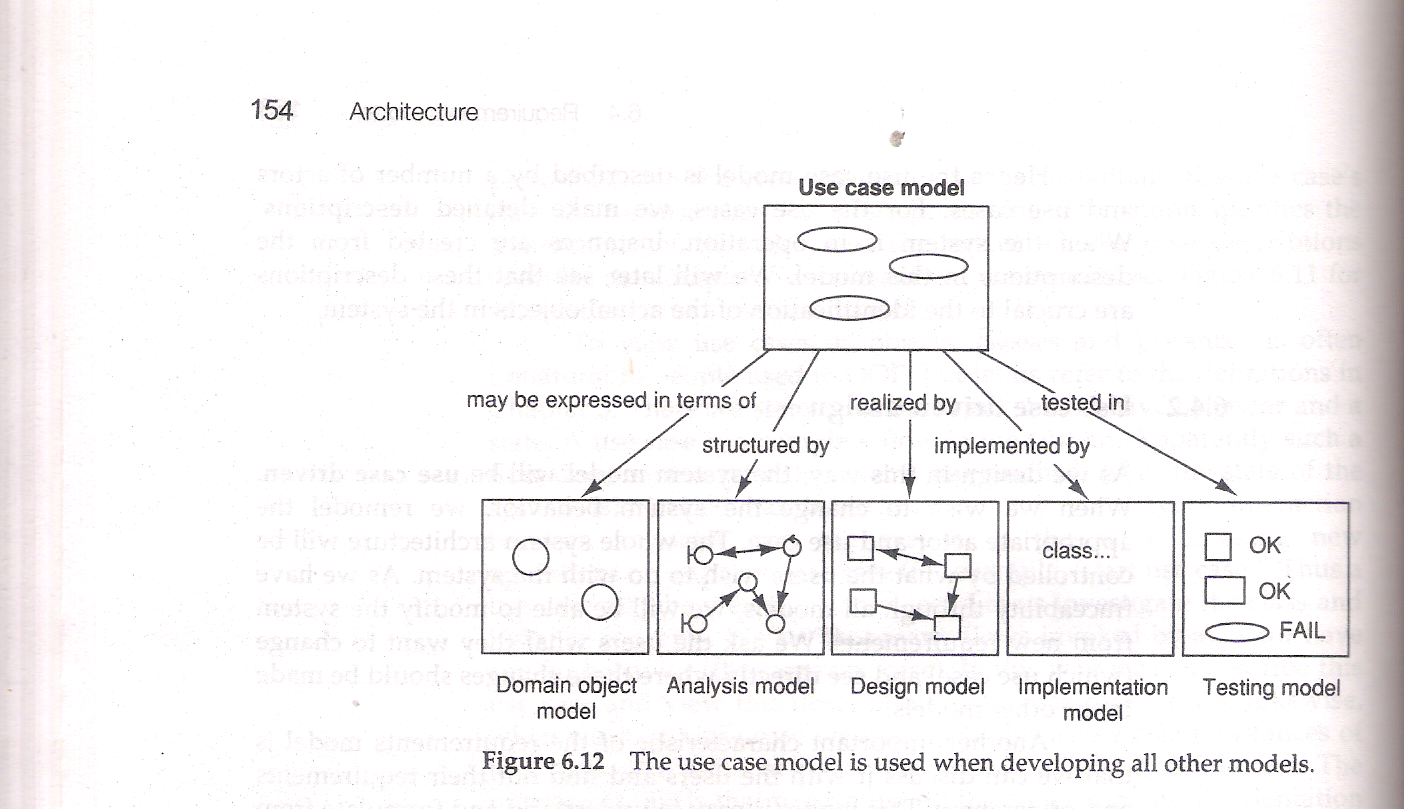 154 Architecture
Use case model
may be expressed in terms of
realized by
tested in
structured by
implemented by
class...
OK
OK
FAIL
Domain object
model
Analysis model
Design model
Implementation
model
Testing model
Figure 6.12 The use case model is used when developing all other models.